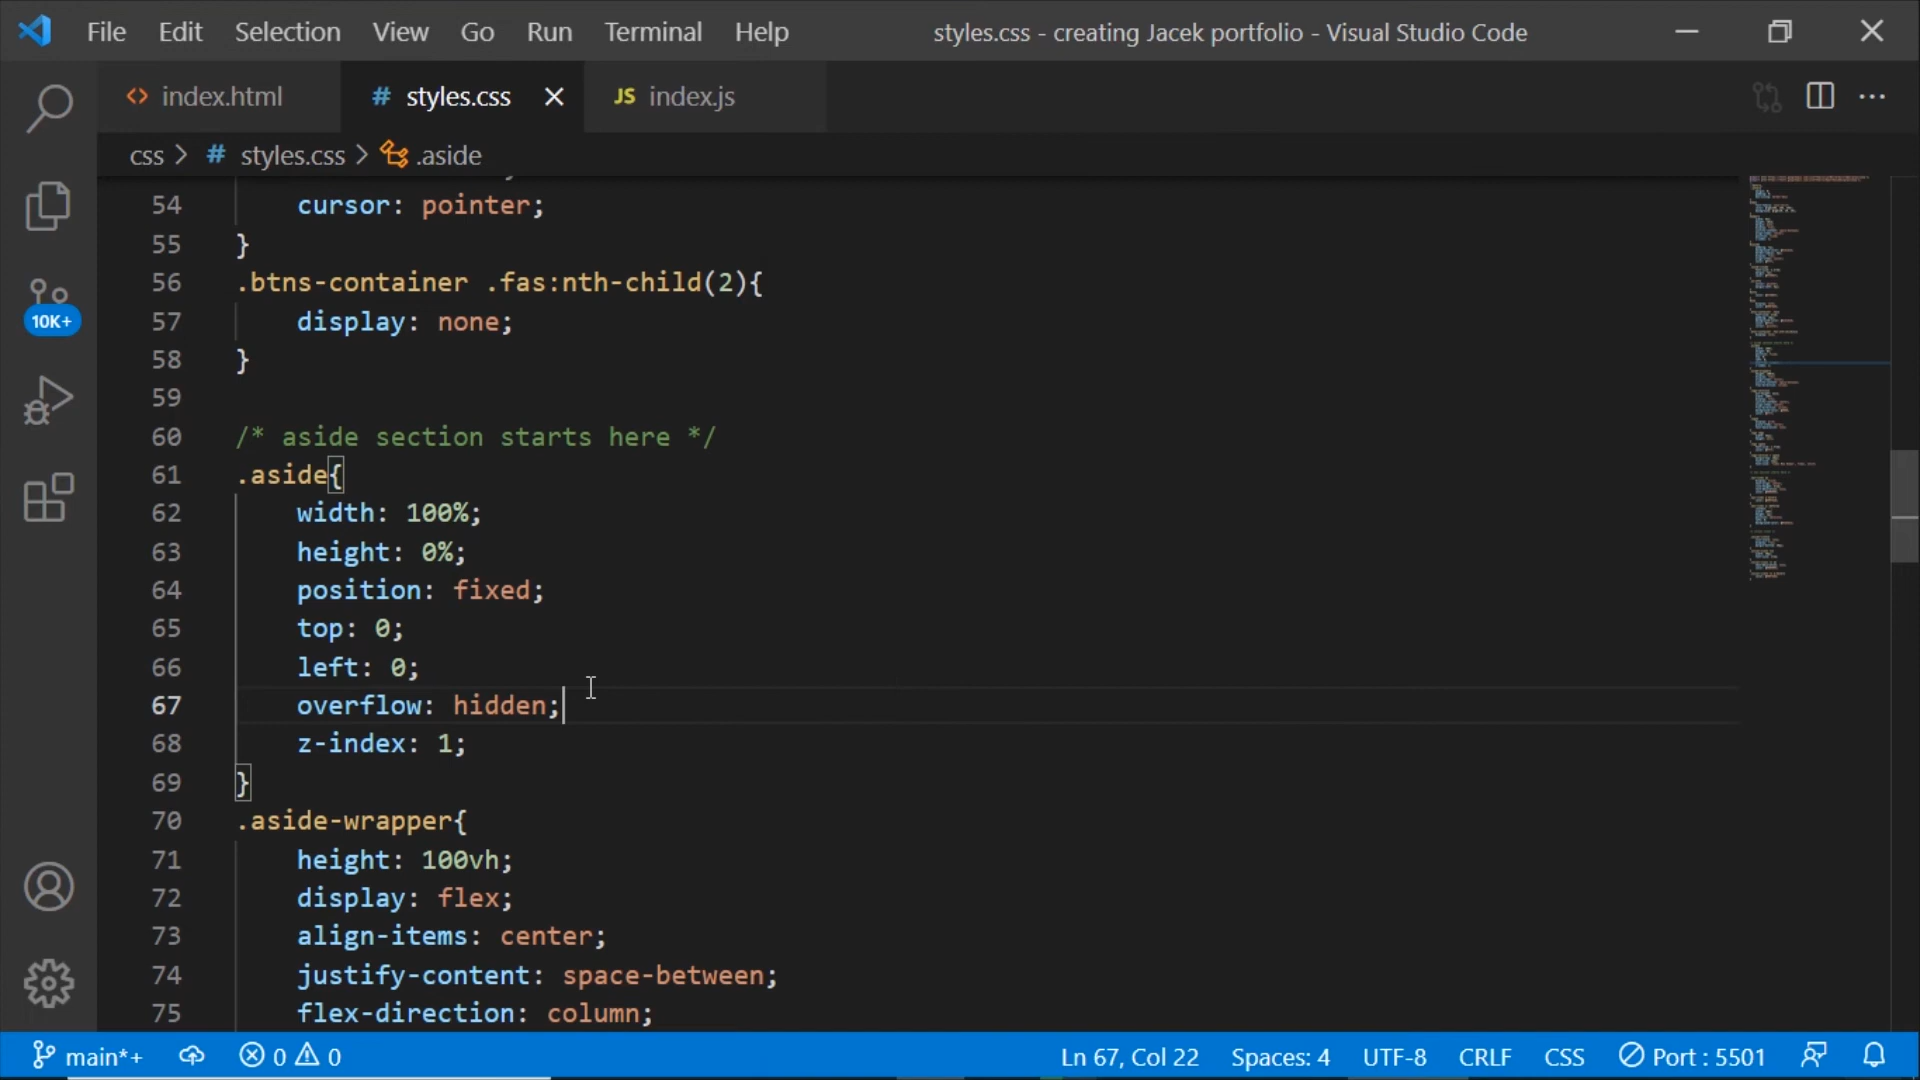 File Edit Selection View Go Run Terminal Help styles.css - creating Jacek portfolio - Visual Studio Code
<> index.html # styles.css JS index.js
css > # styles.css > .aside
54 cursor: pointer;
55 }
56 .btns-container .fas:nth-child(2){
57 display: none;
58 }
59
60 /* aside section starts here */
61 .aside{
62 width: 100%;
63 height: 0%;
64 position: fixed;
65 top: 0;
66 left: 0;
67 overflow: hidden;
68 z-index: 1;
69 }
70 .aside-wrapper{
71 height: 100vh;
72 display: flex;
73 align-items: center;
74 justify-content: space-between;
75 flex-direction: column;
10K+
main*+ 0 0 Ln 67, Col 22 Spaces: 4 UTF-8 CRLF CSS Port : 5501